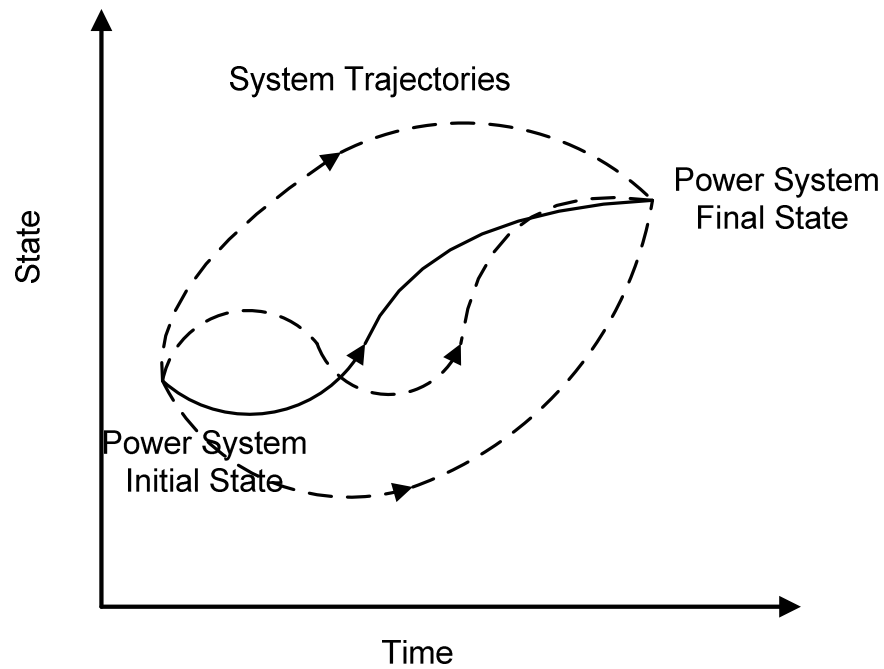 System Trajectories
Power System
Final State
State
Power System
Initial State
Time